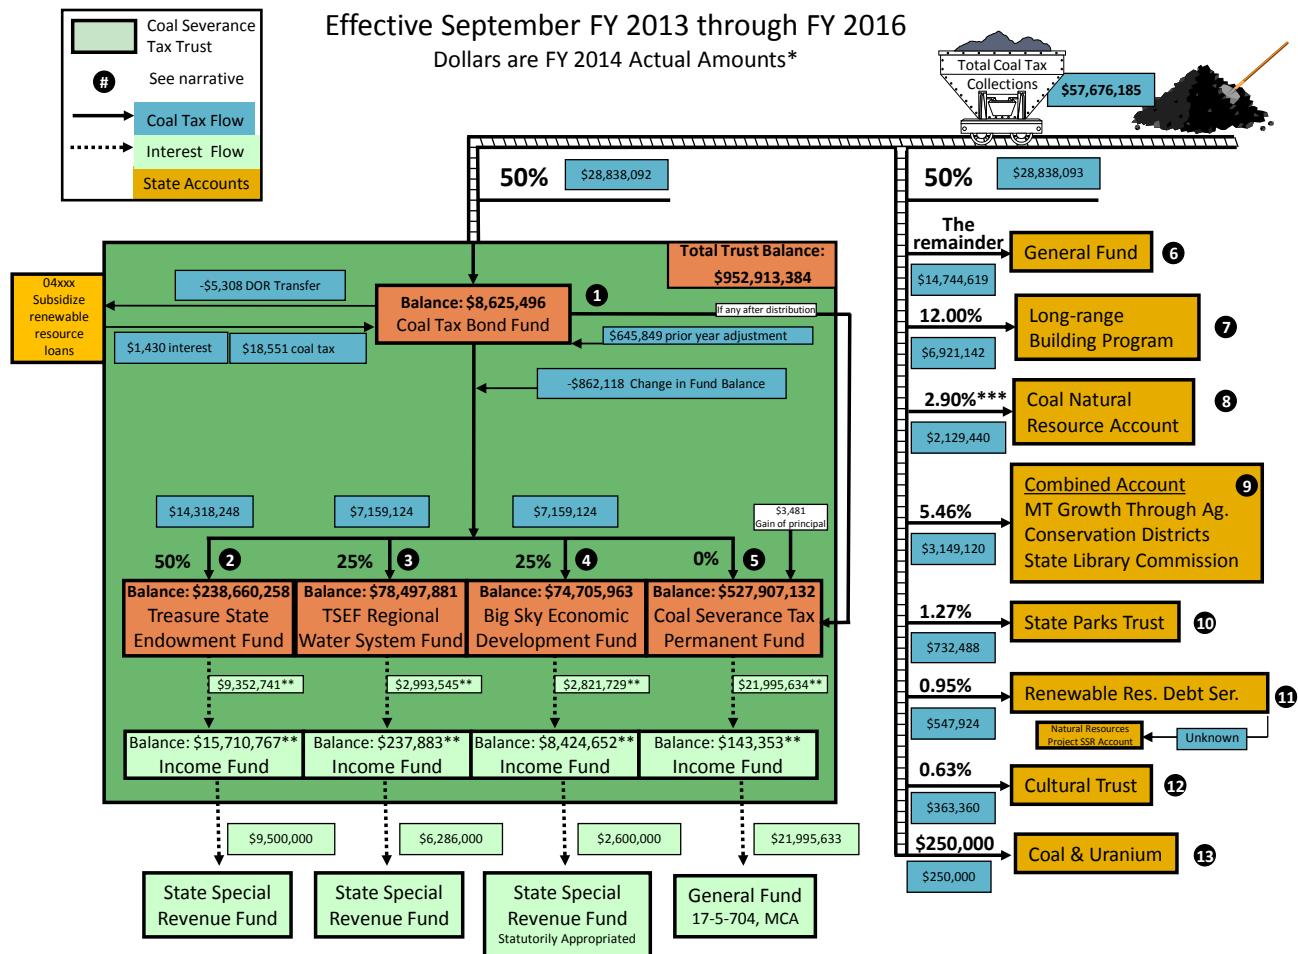 Effective September FY 2013 through FY 2016
Dollars are FY 2014 Actual Amounts*
Coal Severance
Tax Trust
#
See narrative
Coal Tax Flow
Interest Flow
State Accounts
Total Coal Tax
Collections
$57,676,185
50%
$28,838,092
50%
$28,838,093
Total Trust Balance:
$952,913,384
04xxx
Subsidize
renewable
resource
loans
-$5,308 DOR Transfer
$1,430 interest
$18,551 coal tax
Balance: $8,625,496
Coal Tax Bond Fund
1
If any after distribution
$645,849 prior year adjustment
-$862,118 Change in Fund Balance
$14,318,248
$7,159,124
$7,159,124
$3,481
Gain of principal
50%
2
25%
3
25%
4
0%
5
Balance: $238,660,258
Treasure State
Endowment Fund
Balance: $78,497,881
TSEF Regional
Water System Fund
Balance: $74,705,963
Big Sky Economic
Development Fund
Balance: $527,907,132
Coal Severance Tax
Permanent Fund
$9,352,741**
$2,993,545**
$2,821,729**
$21,995,634**
Balance: $15,710,767**
Income Fund
Balance: $237,883**
Income Fund
Balance: $8,424,652**
Income Fund
Balance: $143,353**
Income Fund
$9,500,000
$6,286,000
$2,600,000
$21,995,633
State Special
Revenue Fund
State Special
Revenue Fund
State Special
Revenue Fund
Statutorily Appropriated
General Fund
17-5-704, MCA
The
remainder
$14,744,619
General Fund
6
12.00%
$6,921,142
Long-range
Building Program
7
2.90%***
$2,129,440
Coal Natural
Resource Account
8
5.46%
$3,149,120
Combined Account
MT Growth Through Ag.
Conservation Districts
State Library Commission
9
1.27%
$732,488
State Parks Trust
10
0.95%
$547,924
Renewable Res. Debt Ser.
11
Natural Resources
Project SSR Account
Unknown
0.63%
$363,360
Cultural Trust
12
$250,000
$250,000
Coal & Uranium
13